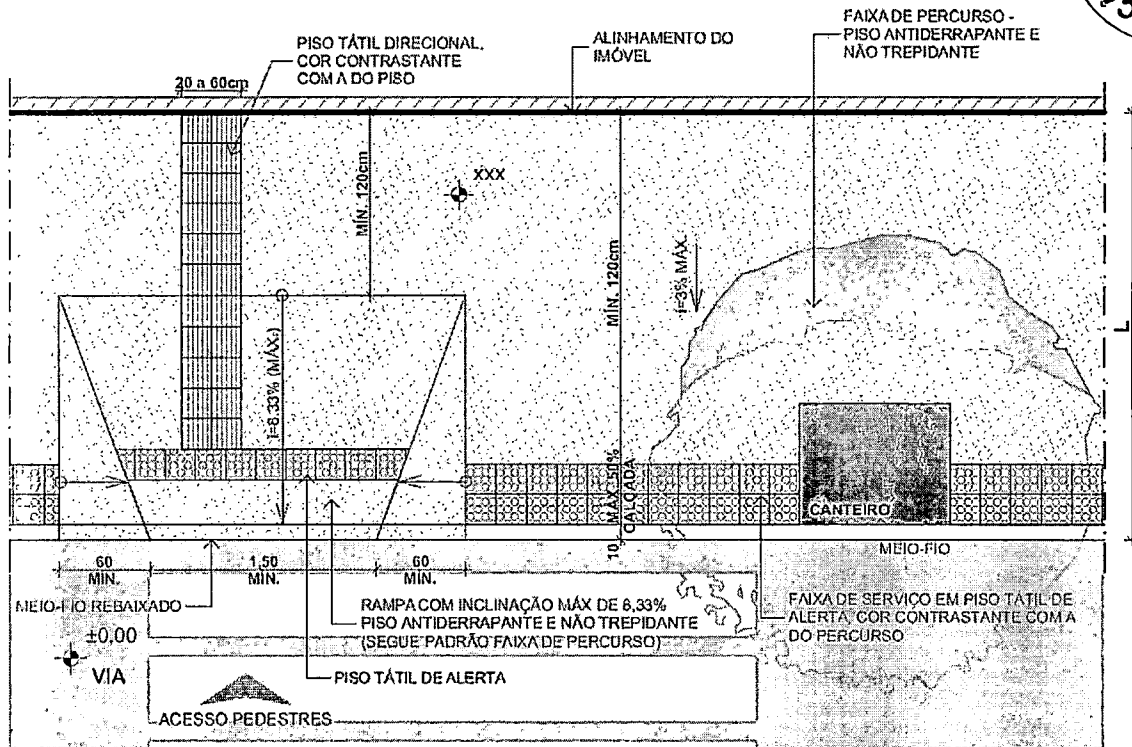 PISO TÁTIL DIRECIONAL,
COR CONTRASTANTE
COM A DO PISO
ALINHAMENTO DO
IMÓVEL
FAIXA DE PERCURSO -
PISO ANTIDERRAPANTE E
NÃO TREPIDANTE
20 a 60cm
MÍN. 120cm
XXX
MÍN. 120cm
i=3% MÁX.
L
i=8,33% (MÁX.)
MÁX. 50%
CALÇADA
10
CANTEIRO
MEIO-FIO
60
MIN.
1,50
MIN.
60
MIN.
MEIO-FIO REBAIXADO
±0,00
VIA
RAMPA COM INCLINAÇÃO MÁX DE 8,33%
PISO ANTIDERRAPANTE E NÃO TREPIDANTE
(SEGUE PADRÃO FAIXA DE PERCURSO)
FAIXA DE SERVIÇO EM PISO TÁTIL DE
ALERTA, COR CONTRASTANTE COM A
DO PERCURSO
PISO TÁTIL DE ALERTA
ACESSO PEDESTRES